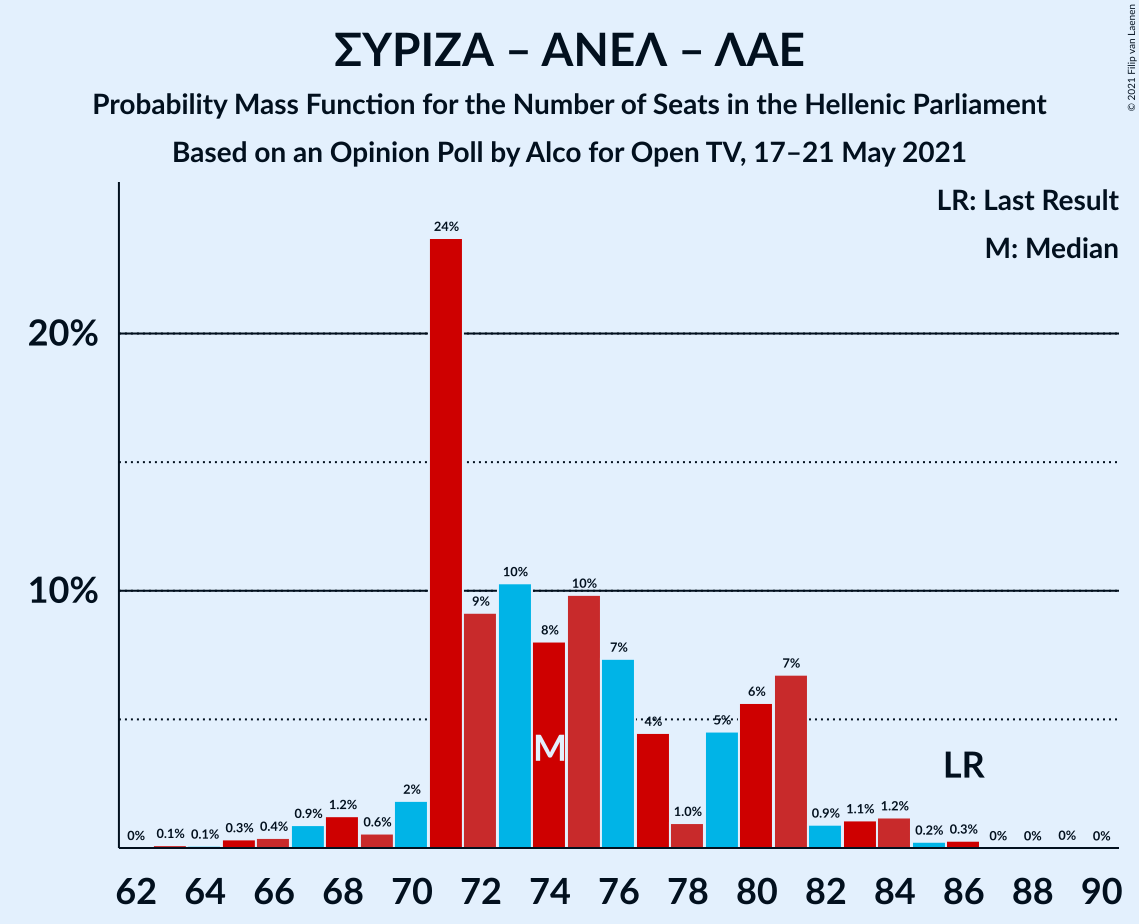 ΣΥΡΙΖΑ – ΑΝΕΛ – ΛΑΕ
Probability Mass Function for the Number of Seats in the Hellenic Parliament
Based on an Opinion Poll by Alco for Open TV, 17–21 May 2021
© 2021 Filip van Laenen
LR: Last Result
M: Median
20%
10%
0% 0.1% 0.1% 0.3% 0.4% 0.9% 1.2% 0.6% 2% 24% 9% 10% 8% 10% 7% 4% 1.0% 5% 6% 7% 0.9% 1.1% 1.2% 0.2% 0.3% 0% 0% 0% 0%
M
LR
62 64 66 68 70 72 74 76 78 80 82 84 86 88 90